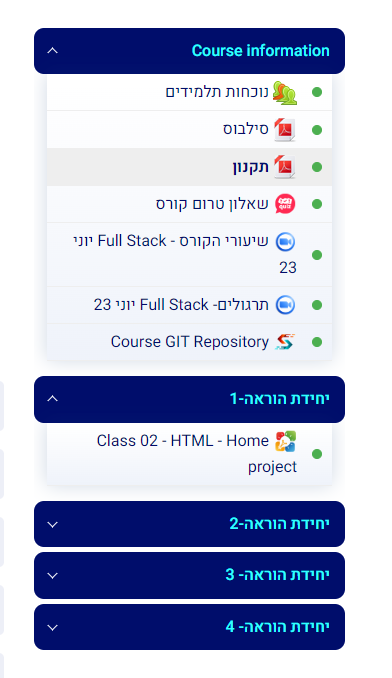 Course information
נוכחות תלמידים
סילבוס
תקנון
שאלון טרום קורס
שיעורי הקורס - Full Stack יוני
23
תרגולים- Full Stack יוני 23
Course GIT Repository
יחידת הוראה-1
Class 02 - HTML - Home
project
יחידת הוראה-2
יחידת הוראה- 3
יחידת הוראה- 4